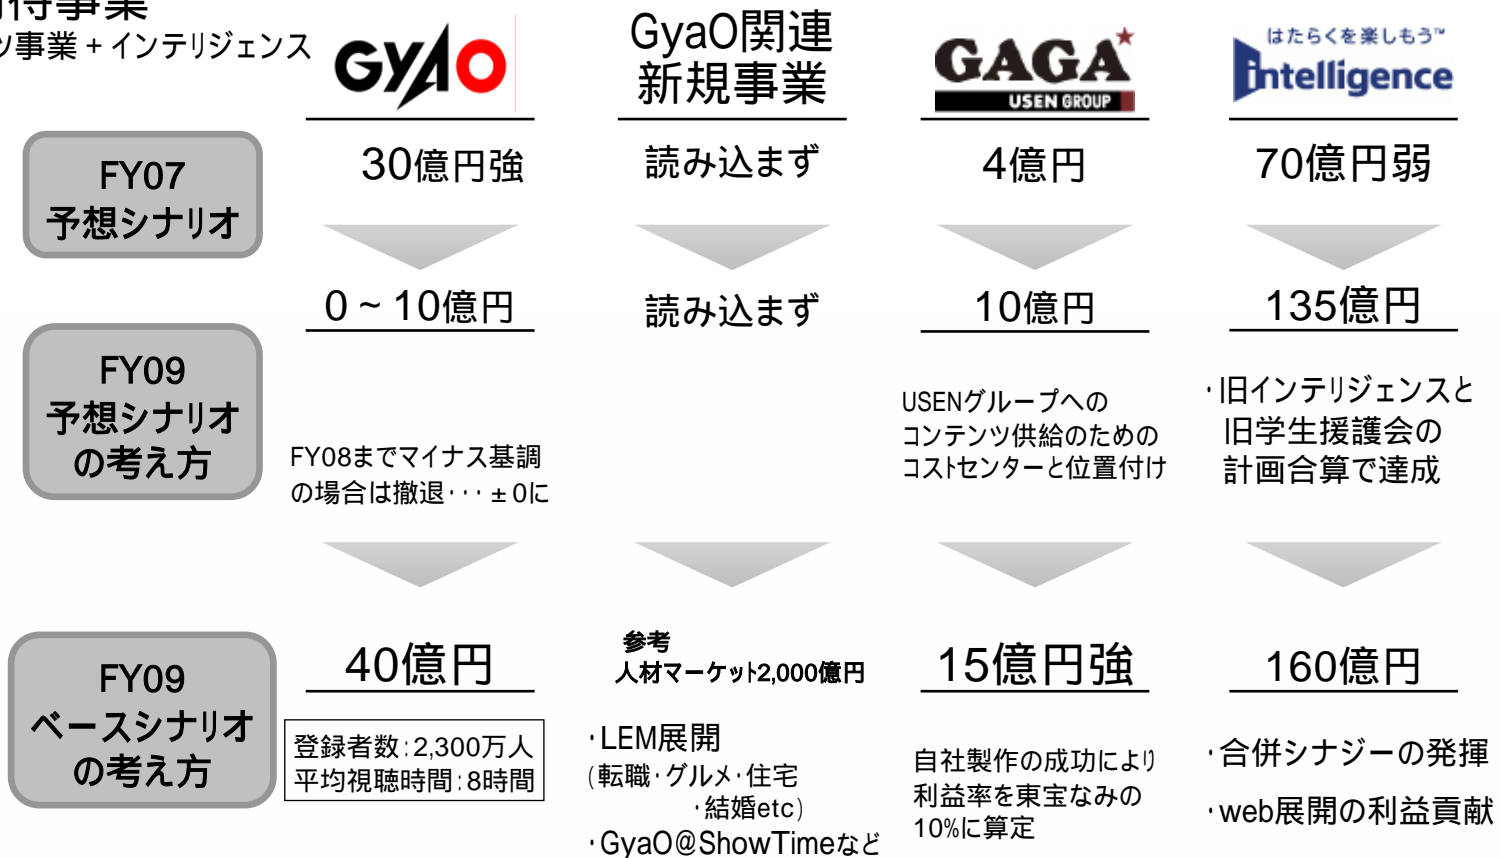 待事業
ツ事業 + インテリジェンス
GYAO
GyaO関連
新規事業
GAGA
USEN GROUP
はたらくを楽しもう™
intelligence
FY07
予想シナリオ
30億円強
読み込まず
4億円
70億円弱
FY09
予想シナリオ
の考え方
0 ~ 10億円
読み込まず
10億円
135億円
FY08までマイナス基調
の場合は撤退・・・ ± 0に
USENグループへの
コンテンツ供給のための
コストセンターと位置付け
・旧インテリジェンスと
旧学生援護会の
計画合算で達成
FY09
ベースシナリオ
の考え方
40億円
登録者数:2,300万人
平均視聴時間:8時間
参考
人材マーケット2,000億円
・LEM展開
(転職・グルメ・住宅
・結婚etc)
・GyaO@ShowTimeなど
15億円強
自社製作の成功により
利益率を東宝なみの
10%に算定
160億円
・合併シナジーの発揮
・web展開の利益貢献